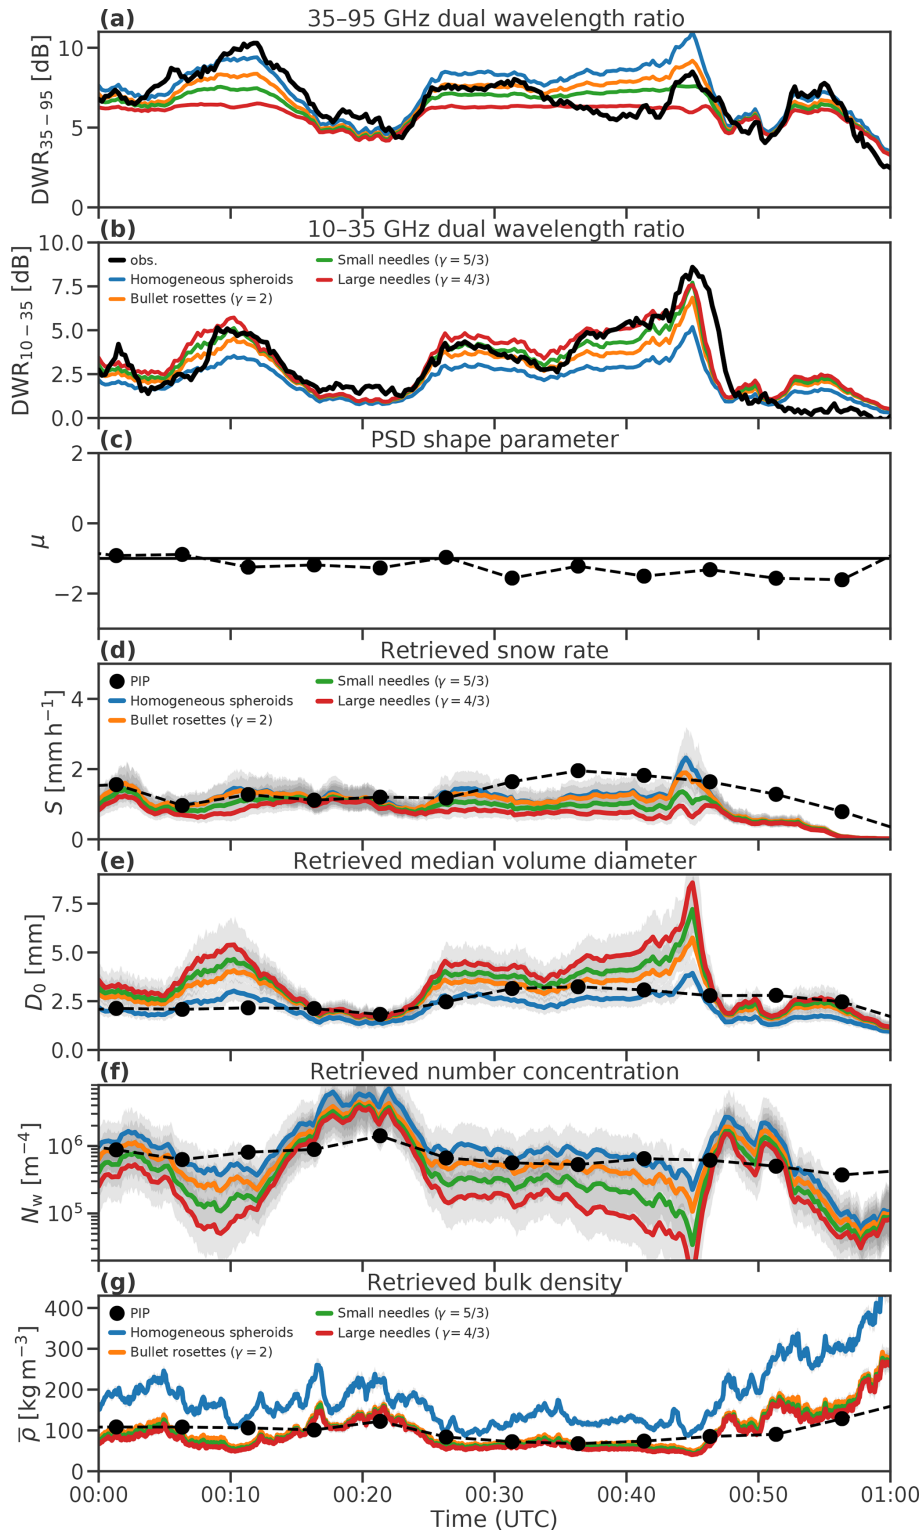 (a) 35–95 GHz dual wavelength ratio
DWR35 − 95 [dB]
10
5
0
(b) 10–35 GHz dual wavelength ratio
DWR10 − 35 [dB]
10.0
7.5
5.0
2.5
0.0
obs.
Homogeneous spheroids
Bullet rosettes (γ = 2)
Small needles (γ = 5/3)
Large needles (γ = 4/3)
(c) PSD shape parameter
μ
2
0
−2
(d) Retrieved snow rate
S [mm h−1]
4
2
0
PIP
Homogeneous spheroids
Bullet rosettes (γ = 2)
Small needles (γ = 5/3)
Large needles (γ = 4/3)
(e) Retrieved median volume diameter
D0 [mm]
7.5
5.0
2.5
0.0
(f) Retrieved number concentration
Nw [m−4]
10^6
10^5
(g) Retrieved bulk density
ρ̅ [kg m−3]
400
300
200
100
0
PIP
Homogeneous spheroids
Bullet rosettes (γ = 2)
Small needles (γ = 5/3)
Large needles (γ = 4/3)
00:00 00:10 00:20 00:30 00:40 00:50 01:00
Time (UTC)